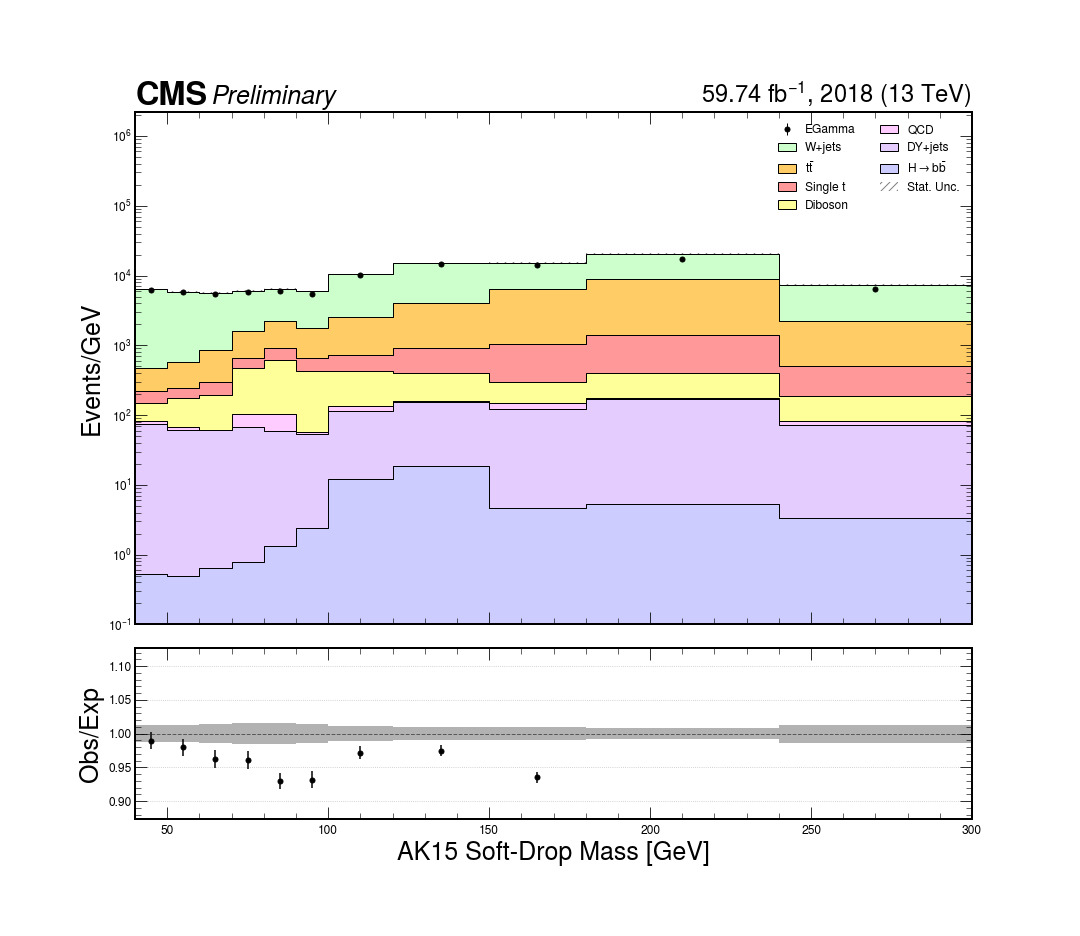 CMS Preliminary
59.74 fb⁻¹, 2018 (13 TeV)
EGamma
W+jets
tt̄
Single t
Diboson
QCD
DY+jets
H→bb̄
Stat. Unc.
Events/GeV
10⁶
10⁵
10⁴
10³
10²
10¹
10⁰
10⁻¹
Obs/Exp
1.10
1.05
1.00
0.95
0.90
50 100 150 200 250 300
AK15 Soft-Drop Mass [GeV]